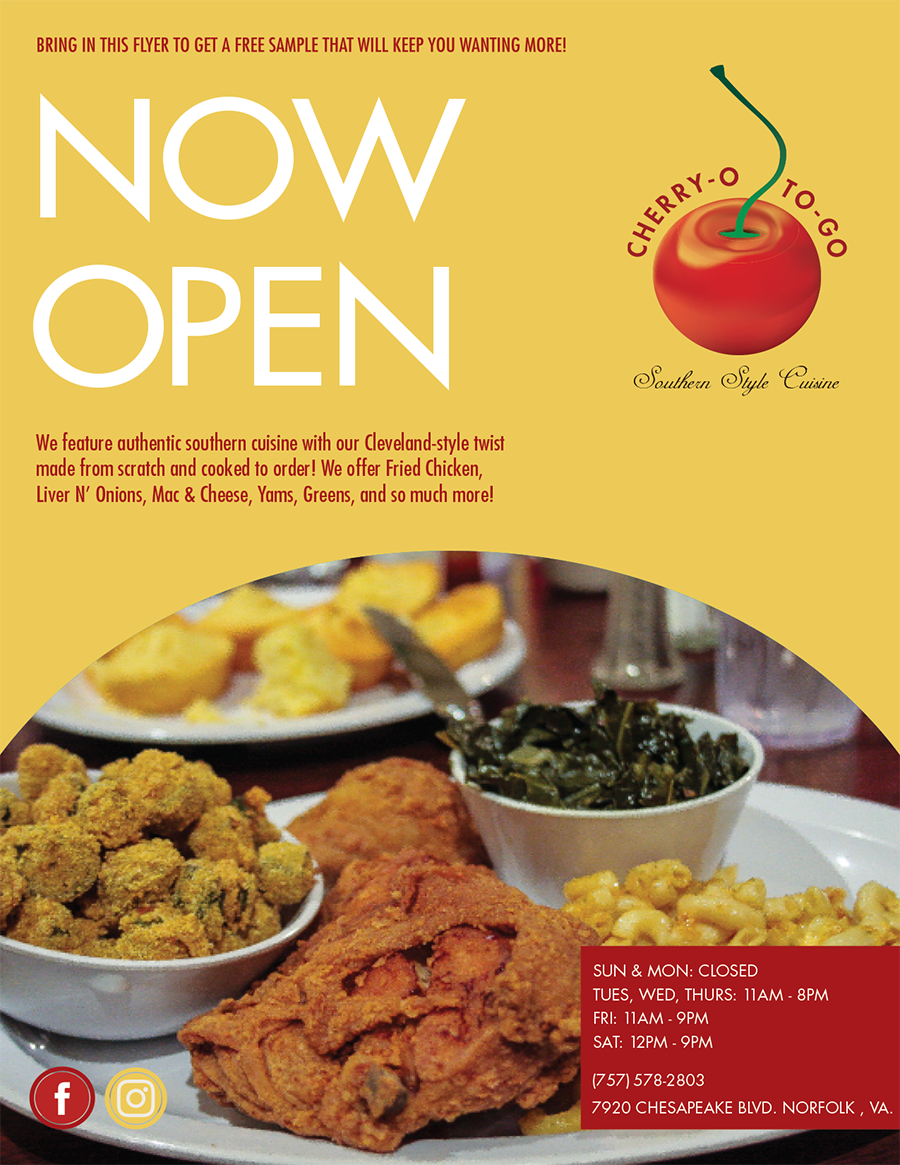 BRING IN THIS FLYER TO GET A FREE SAMPLE THAT WILL KEEP YOU WANTING MORE!
NOW
OPEN
CHERRY-O TO-GO
Southern Style Cuisine
We feature authentic southern cuisine with our Cleveland-style twist
made from scratch and cooked to order! We offer Fried Chicken,
Liver N’ Onions, Mac & Cheese, Yams, Greens, and so much more!
SUN & MON: CLOSED
TUES, WED, THURS: 11AM - 8PM
FRI: 11AM - 9PM
SAT: 12PM - 9PM
(757) 578-2803
7920 CHESAPEAKE BLVD. NORFOLK , VA.